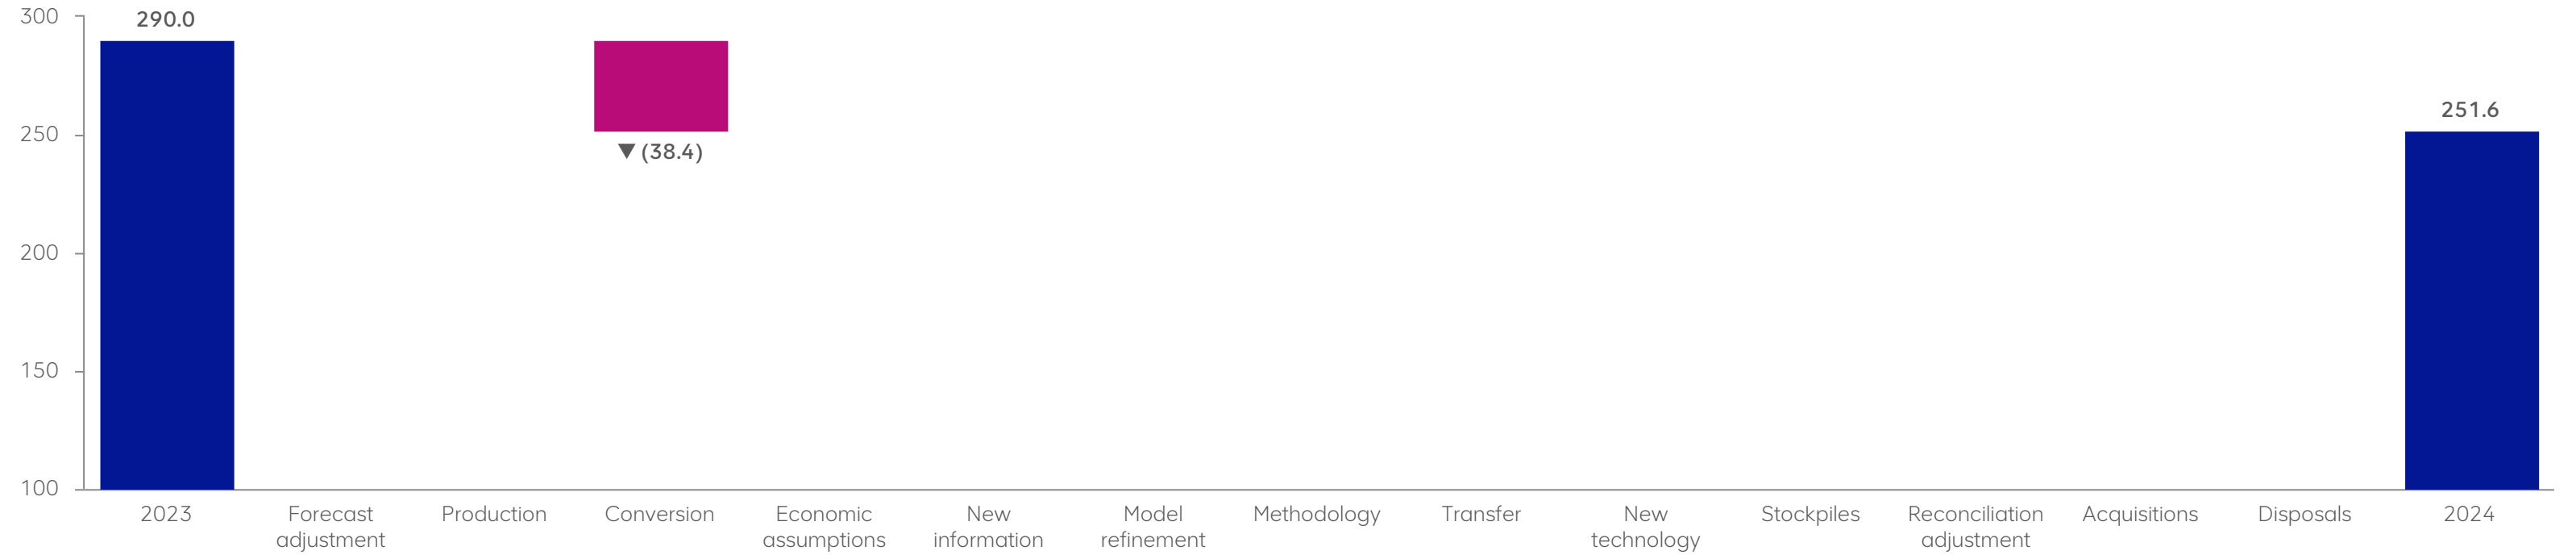 300
290.0
250
251.6
▼ (38.4)
200
150
100
2023
Forecast
adjustment
Production
Conversion
Economic
assumptions
New
information
Model
refinement
Methodology
Transfer
New
technology
Stockpiles
Reconciliation
adjustment
Acquisitions
Disposals
2024